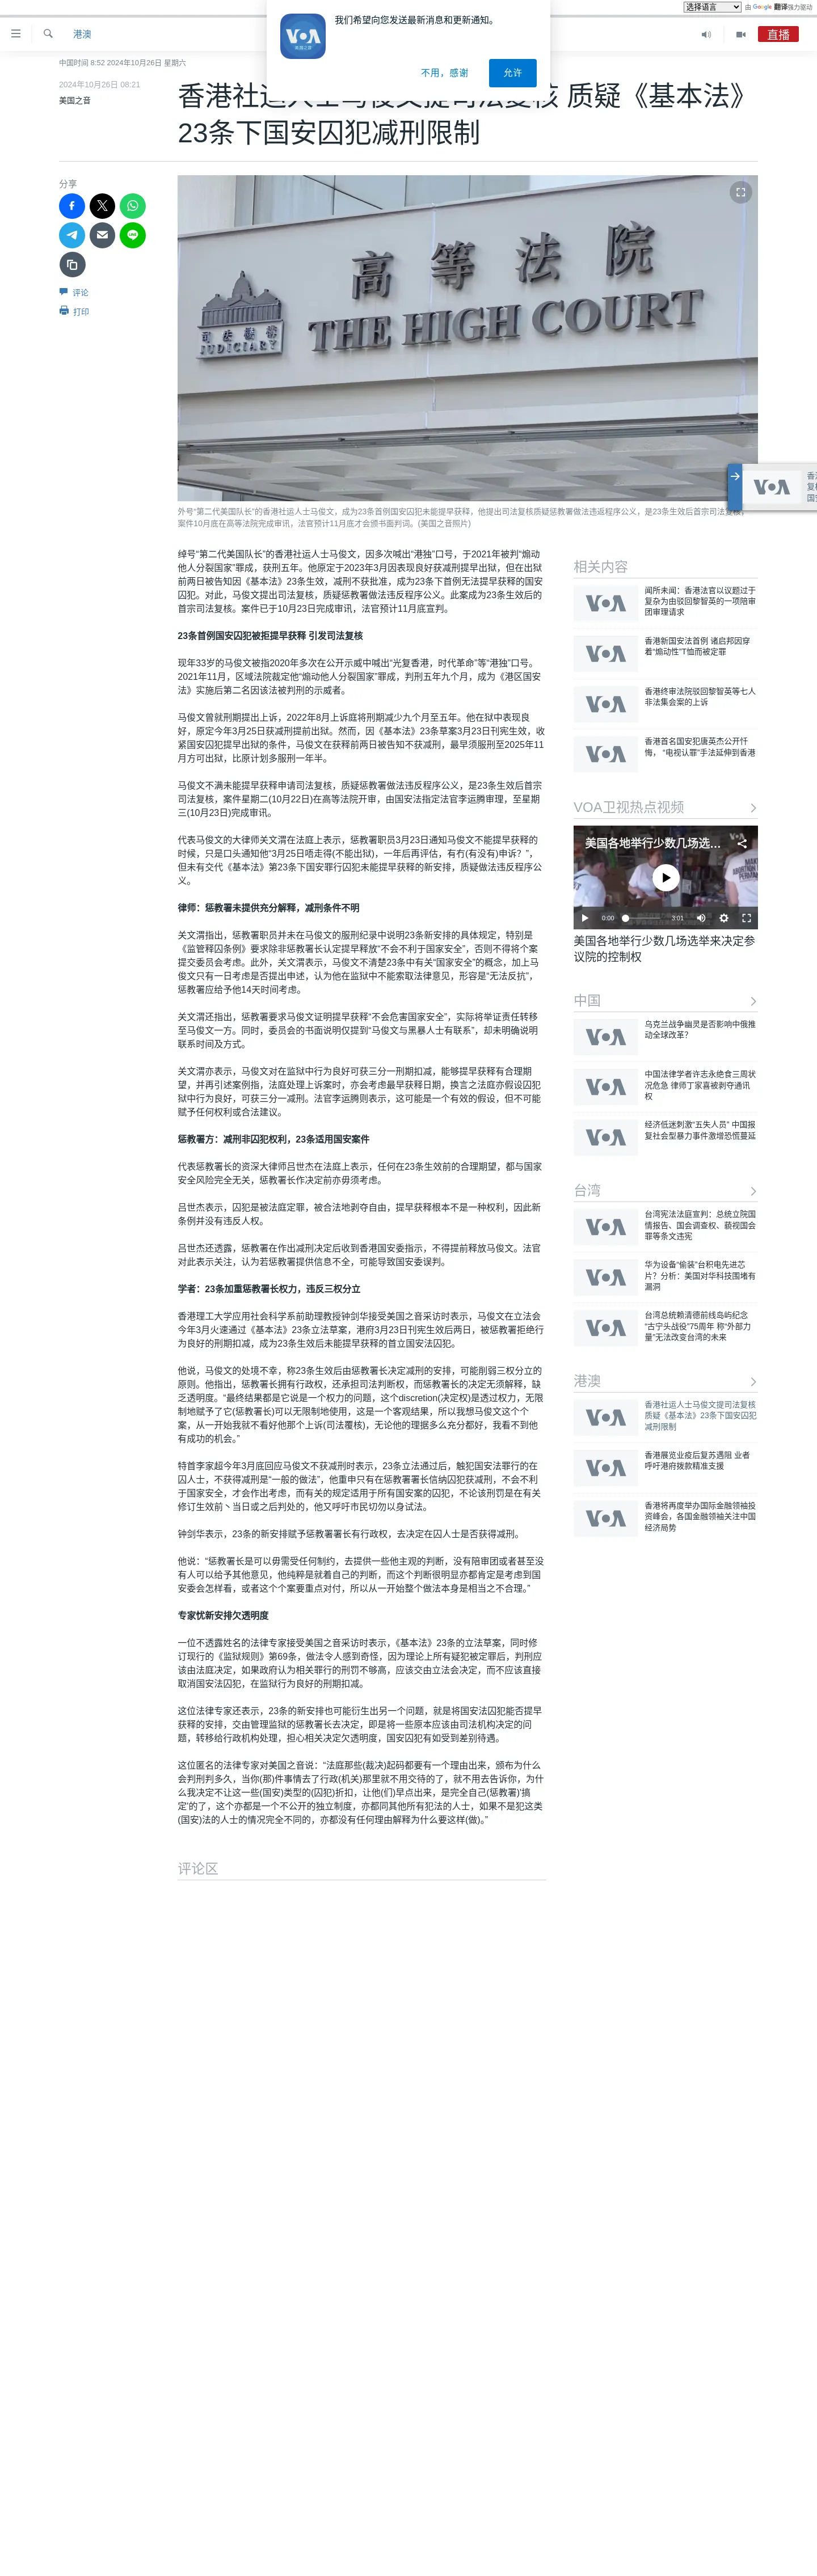 选择语言
由 Google 翻译强力驱动
港澳
直播
我们希望向您发送最新消息和更新通知。
不用，感谢
允许
中国时间 8:52 2024年10月26日 星期六
2024年10月26日 08:21
美国之音
质疑《基本法》
23条下国安囚犯减刑限制
分享
评论
打印
高等法院
THE HIGH COURT
司法機構
JUDICIARY
外号“第二代美国队长”的香港社运人士马俊文，成为23条首例国安囚犯未能提早获释，他提出司法复核质疑惩教署做法违返程序公义，是23条生效后首宗司法复核，
案件10月底在高等法院完成审讯，法官预计11月底才会颁书面判词。(美国之音照片)
绰号“第二代美国队长”的香港社运人士马俊文，因多次喊出“港独”口号，于2021年被判“煽动
他人分裂国家”罪成，获刑五年。他原定于2023年3月因表现良好获减刑提早出狱，但在出狱
前两日被告知因《基本法》23条生效，减刑不获批准，成为23条下首例无法提早获释的国安
囚犯。对此，马俊文提出司法复核，质疑惩教署做法违反程序公义。此案成为23条生效后的
首宗司法复核。案件已于10月23日完成审讯，法官预计11月底宣判。
23条首例国安囚犯被拒提早获释 引发司法复核
现年33岁的马俊文被指2020年多次在公开示威中喊出“光复香港，时代革命”等“港独”口号。
2021年11月，区域法院裁定他“煽动他人分裂国家”罪成，判刑五年九个月，成为《港区国安
法》实施后第二名因该法被判刑的示威者。
马俊文曾就刑期提出上诉，2022年8月上诉庭将刑期减少九个月至五年。他在狱中表现良
好，原定今年3月25日获减刑提前出狱。然而，因《基本法》23条草案3月23日刊宪生效，收
紧国安囚犯提早出狱的条件，马俊文在获释前两日被告知不获减刑，最早须服刑至2025年11
月方可出狱，比原计划多服刑一年半。
马俊文不满未能提早获释申请司法复核，质疑惩教署做法违反程序公义，是23条生效后首宗
司法复核，案件星期二(10月22日)在高等法院开审，由国安法指定法官李运腾审理，至星期
三(10月23日)完成审讯。
代表马俊文的大律师关文渭在法庭上表示，惩教署职员3月23日通知马俊文不能提早获释的
时候，只是口头通知他“3月25日唔走得(不能出狱)，一年后再评估，有冇(有没有)申诉？”，
但未有交代《基本法》第23条下国安罪行囚犯未能提早获释的新安排，质疑做法违反程序公
义。
律师：惩教署未提供充分解释，减刑条件不明
关文渭指出，惩教署职员并未在马俊文的服刑纪录中说明23条新安排的具体规定，特别是
《监管释囚条例》要求除非惩教署长认定提早释放“不会不利于国家安全”，否则不得将个案
提交委员会考虑。此外，关文渭表示，马俊文不清楚23条中有关“国家安全”的概念，加上马
俊文只有一日考虑是否提出申述，认为他在监狱中不能索取法律意见，形容是“无法反抗”，
惩教署应给予他14天时间考虑。
关文渭还指出，惩教署要求马俊文证明提早获释“不会危害国家安全”，实际将举证责任转移
至马俊文一方。同时，委员会的书面说明仅提到“马俊文与黑暴人士有联系”，却未明确说明
联系时间及方式。
关文渭亦表示，马俊文对在监狱中行为良好可获三分一刑期扣减，能够提早获释有合理期
望，并再引述案例指，法庭处理上诉案时，亦会考虑最早获释日期，换言之法庭亦假设囚犯
狱中行为良好，可获三分一减刑。法官李运腾则表示，这可能是一个有效的假设，但不可能
赋予任何权利或合法建议。
惩教署方：减刑非囚犯权利，23条适用国安案件
代表惩教署长的资深大律师吕世杰在法庭上表示，任何在23条生效前的合理期望，都与国家
安全风险完全无关，惩教署长作决定前亦毋须考虑。
吕世杰表示，囚犯是被法庭定罪，被合法地剥夺自由，提早获释根本不是一种权利，因此新
条例并没有违反人权。
吕世杰还透露，惩教署在作出减刑决定后收到香港国安委指示，不得提前释放马俊文。法官
对此表示关注，认为若惩教署提供信息不全，可能导致国安委误判。
学者：23条加重惩教署长权力，违反三权分立
香港理工大学应用社会科学系前助理教授钟剑华接受美国之音采访时表示，马俊文在立法会
今年3月火速通过《基本法》23条立法草案，港府3月23日刊宪生效后两日，被惩教署拒绝行
为良好的刑期扣减，成为23条生效后未能提早获释的首立国安法囚犯。
他说，马俊文的处境不幸，称23条生效后由惩教署长决定减刑的安排，可能削弱三权分立的
原则。他指出，惩教署长拥有行政权，还承担司法判断权，而惩教署长的决定无须解释，缺
乏透明度。“最终结果都是它说是一个权力的问题，这个discretion(决定权)是透过权力，无限
制地赋予了它(惩教署长)可以无限制地使用，这是一个客观结果，所以我想马俊文这个个
案，从一开始我就不看好他那个上诉(司法覆核)，无论他的理据多么充分都好，我看不到他
有成功的机会。”
特首李家超今年3月底回应马俊文不获减刑时表示，23条立法通过后，触犯国安法罪行的在
囚人士，不获得减刑是“一般的做法”，他重申只有在惩教署署长信纳囚犯获减刑，不会不利
于国家安全，才会作出考虑，而有关的规定适用于所有国安案的囚犯，不论该刑罚是在有关
修订生效前丶当日或之后判处的，他又呼吁市民切勿以身试法。
钟剑华表示，23条的新安排赋予惩教署署长有行政权，去决定在囚人士是否获得减刑。
他说：“惩教署长是可以毋需受任何制约，去提供一些他主观的判断，没有陪审团或者甚至没
有人可以给予其他意见，他纯粹是就着自己的判断，而这个判断很明显亦都肯定是考虑到国
安委会怎样看，或者这个个案要重点对付，所以从一开始整个做法本身是相当之不合理。”
专家忧新安排欠透明度
一位不透露姓名的法律专家接受美国之音采访时表示，《基本法》23条的立法草案，同时修
订现行的《监狱规则》第69条，做法令人感到奇怪，因为理论上所有疑犯被定罪后，判刑应
该由法庭决定，如果政府认为相关罪行的刑罚不够高，应该交由立法会决定，而不应该直接
取消国安法囚犯，在监狱行为良好的刑期扣减。
这位法律专家还表示，23条的新安排也可能衍生出另一个问题，就是将国安法囚犯能否提早
获释的安排，交由管理监狱的惩教署长去决定，即是将一些原本应该由司法机构决定的问
题，转移给行政机构处理，担心相关决定欠透明度，国安囚犯有如受到差别待遇。
这位匿名的法律专家对美国之音说：“法庭那些(裁决)起码都要有一个理由出来，颁布为什么
会判刑判多久，当你(那)件事情去了行政(机关)那里就不用交待的了，就不用去告诉你，为什
么我决定不让这一些(国安)类型的(囚犯)折扣，让他(们)早点出来，是完全自己(惩教署)‘搞
定’的了，这个亦都是一个不公开的独立制度，亦都同其他所有犯法的人士，如果不是犯这类
(国安)法的人士的情况完全不同的，亦都没有任何理由解释为什么要这样(做)。”
评论区
相关内容
闻所未闻：香港法官以议题过于
复杂为由驳回黎智英的一项陪审
团审理请求
香港新国安法首例 诸启邦因穿
着“煽动性”T恤而被定罪
香港终审法院驳回黎智英等七人
非法集会案的上诉
香港首名国安犯唐英杰公开忏
悔， “电视认罪”手法延伸到香港
VOA卫视热点视频
美国各地举行少数几场选...
0:00
3:01
美国各地举行少数几场选举来决定参
议院的控制权
中国
乌克兰战争幽灵是否影响中俄推
动全球改革?
中国法律学者许志永绝食三周状
况危急 律师丁家喜被剥夺通讯
权
经济低迷刺激“五失人员” 中国报
复社会型暴力事件激增恐慌蔓延
台湾
台湾宪法法庭宣判：总统立院国
情报告、国会调查权、藐视国会
罪等条文违宪
华为设备“偷装”台积电先进芯
片？分析：美国对华科技围堵有
漏洞
台湾总统赖清德前线岛屿纪念
“古宁头战役”75周年 称“外部力
量”无法改变台湾的未来
港澳
香港社运人士马俊文提司法复核
质疑《基本法》23条下国安囚犯
减刑限制
香港展览业疫后复苏遇阻 业者
呼吁港府拨款精准支援
香港将再度举办国际金融领袖投
资峰会，各国金融领袖关注中国
经济局势